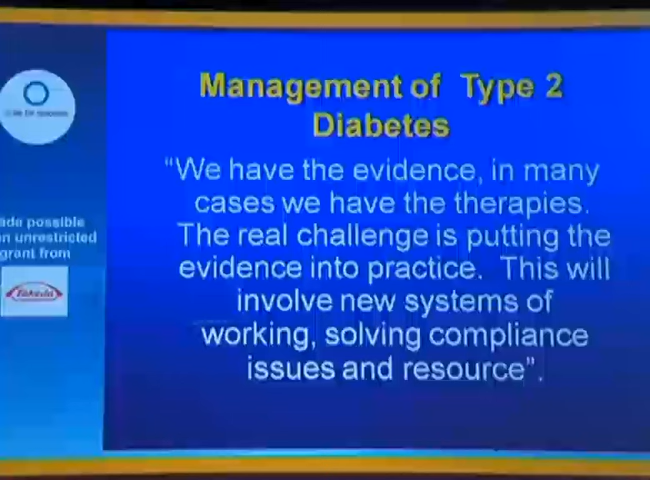 Management of Type 2
Diabetes
"We have the evidence, in many
cases we have the therapies.
The real challenge is putting the
evidence into practice. This will
involve new systems of
working, solving compliance
issues and resource".
possible
unrestricted
grant from
Takeda